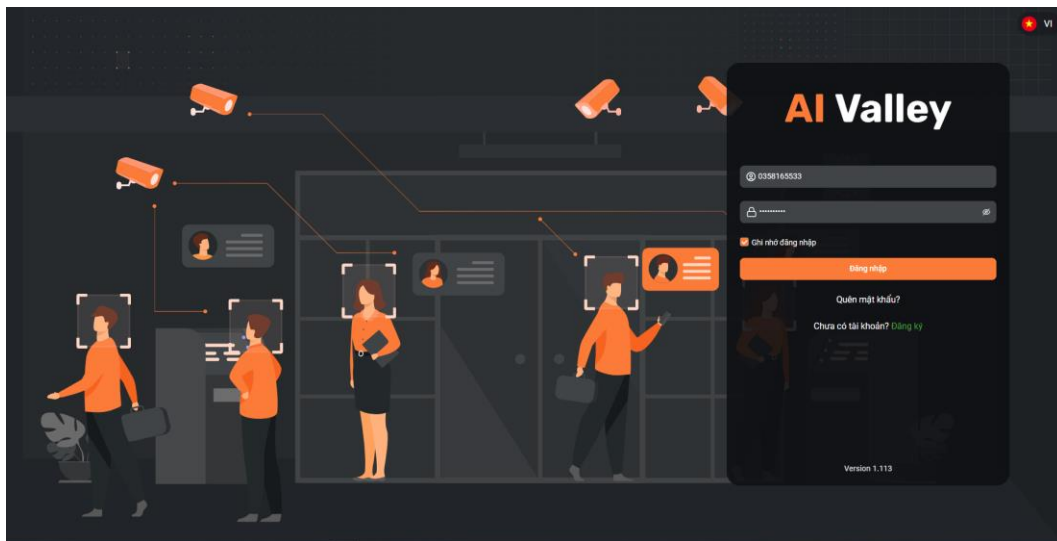 VI
AI Valley
0358165533
Ghi nhớ đăng nhập
Đăng nhập
Quên mật khẩu?
Chưa có tài khoản? Đăng ký
Version 1.113